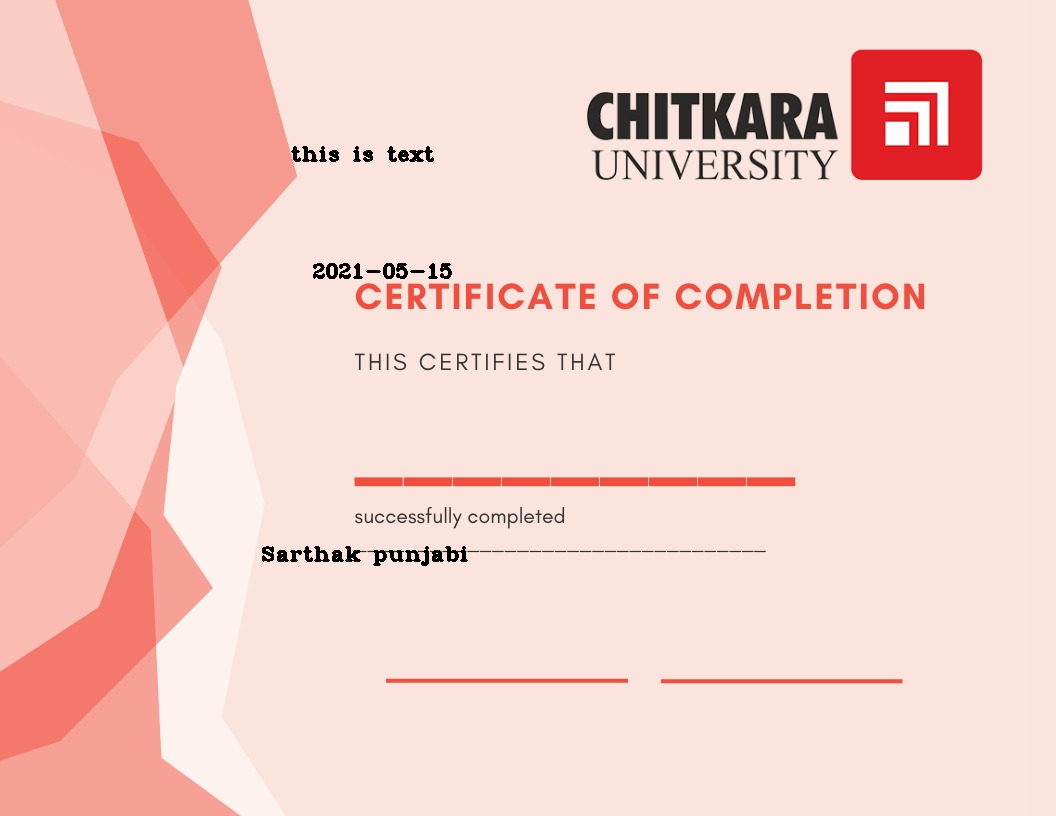 CHITKARA
UNIVERSITY
this is text
2021-05-15
CERTIFICATE OF COMPLETION
THIS CERTIFIES THAT
successfully completed
Sarthak punjabi